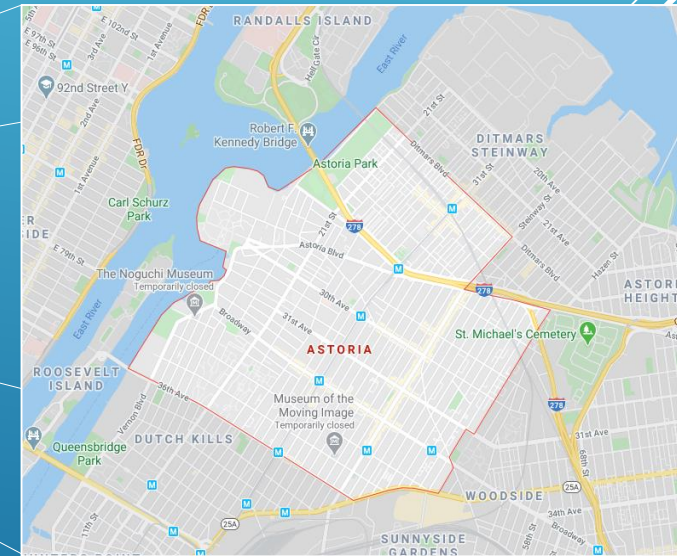 RANDALLS ISLAND
E 102nd St
E 97th St
E 96th St
3rd Ave
1st Avenue
FDR Dr
Hell Gate Cir
East River
92nd Street Y
2nd Ave
1st Avenue
FDR Dr
Robert F.
Kennedy Bridge
21st St
DITMARS
STEINWAY
Ditmars Blvd
31st St
20th Ave
Astoria Park
Carl Schurz
Park
SIDE
E 79th St
278
21st St
Steinway St
21st Ave
Hazen St
Ditmars Blvd
Astoria Blvd
The Noguchi Museum
Temporarily closed
278
ASTORI
HEIGHT
East River
30th Ave
Broadway
31st Ave
St. Michael's Cemetery
ASTORIA
ROOSEVELT
ISLAND
36th Ave
Vernon Blvd
Museum of the
Moving Image
Temporarily closed
278
DUTCH KILLS
31st Ave
Queensbridge
Park
68th St
WOODSIDE
25A
34th Ave
11th St
25A
Broadway
58th St
SUNNYSIDE
GARDENS